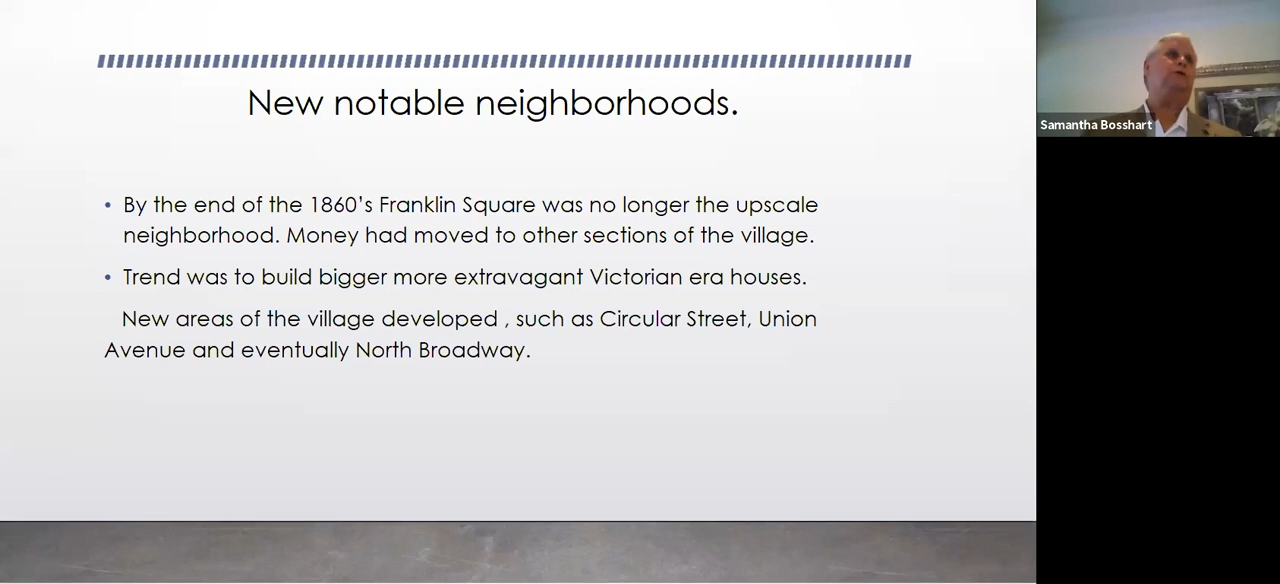 New notable neighborhoods.
• By the end of the 1860’s Franklin Square was no longer the upscale
neighborhood. Money had moved to other sections of the village.
• Trend was to build bigger more extravagant Victorian era houses.
New areas of the village developed , such as Circular Street, Union
Avenue and eventually North Broadway.
Samantha Bosshart